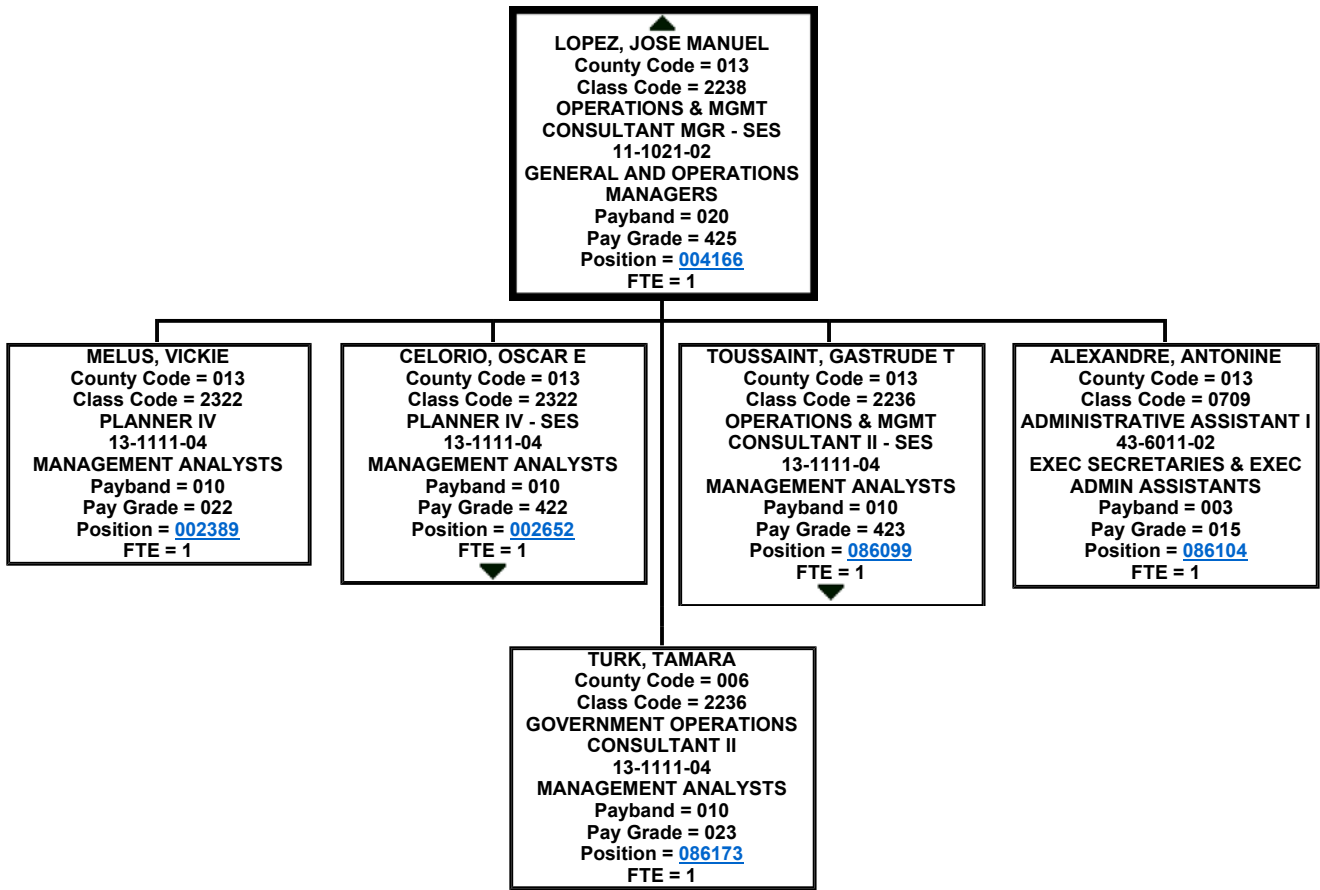 LOPEZ, JOSE MANUEL
County Code = 013
Class Code = 2238
OPERATIONS & MGMT
CONSULTANT MGR - SES
11-1021-02
GENERAL AND OPERATIONS
MANAGERS
Payband = 020
Pay Grade = 425
Position = 004166
FTE = 1
MELUS, VICKIE
County Code = 013
Class Code = 2322
PLANNER IV
13-1111-04
MANAGEMENT ANALYSTS
Payband = 010
Pay Grade = 022
Position = 002389
FTE = 1
CELORIO, OSCAR E
County Code = 013
Class Code = 2322
PLANNER IV - SES
13-1111-04
MANAGEMENT ANALYSTS
Payband = 010
Pay Grade = 422
Position = 002652
FTE = 1
TOUSSAINT, GASTRUDE T
County Code = 013
Class Code = 2236
OPERATIONS & MGMT
CONSULTANT II - SES
13-1111-04
MANAGEMENT ANALYSTS
Payband = 010
Pay Grade = 423
Position = 086099
FTE = 1
ALEXANDRE, ANTONINE
County Code = 013
Class Code = 0709
ADMINISTRATIVE ASSISTANT I
43-6011-02
EXEC SECRETARIES & EXEC
ADMIN ASSISTANTS
Payband = 003
Pay Grade = 015
Position = 086104
FTE = 1
TURK, TAMARA
County Code = 006
Class Code = 2236
GOVERNMENT OPERATIONS
CONSULTANT II
13-1111-04
MANAGEMENT ANALYSTS
Payband = 010
Pay Grade = 023
Position = 086173
FTE = 1